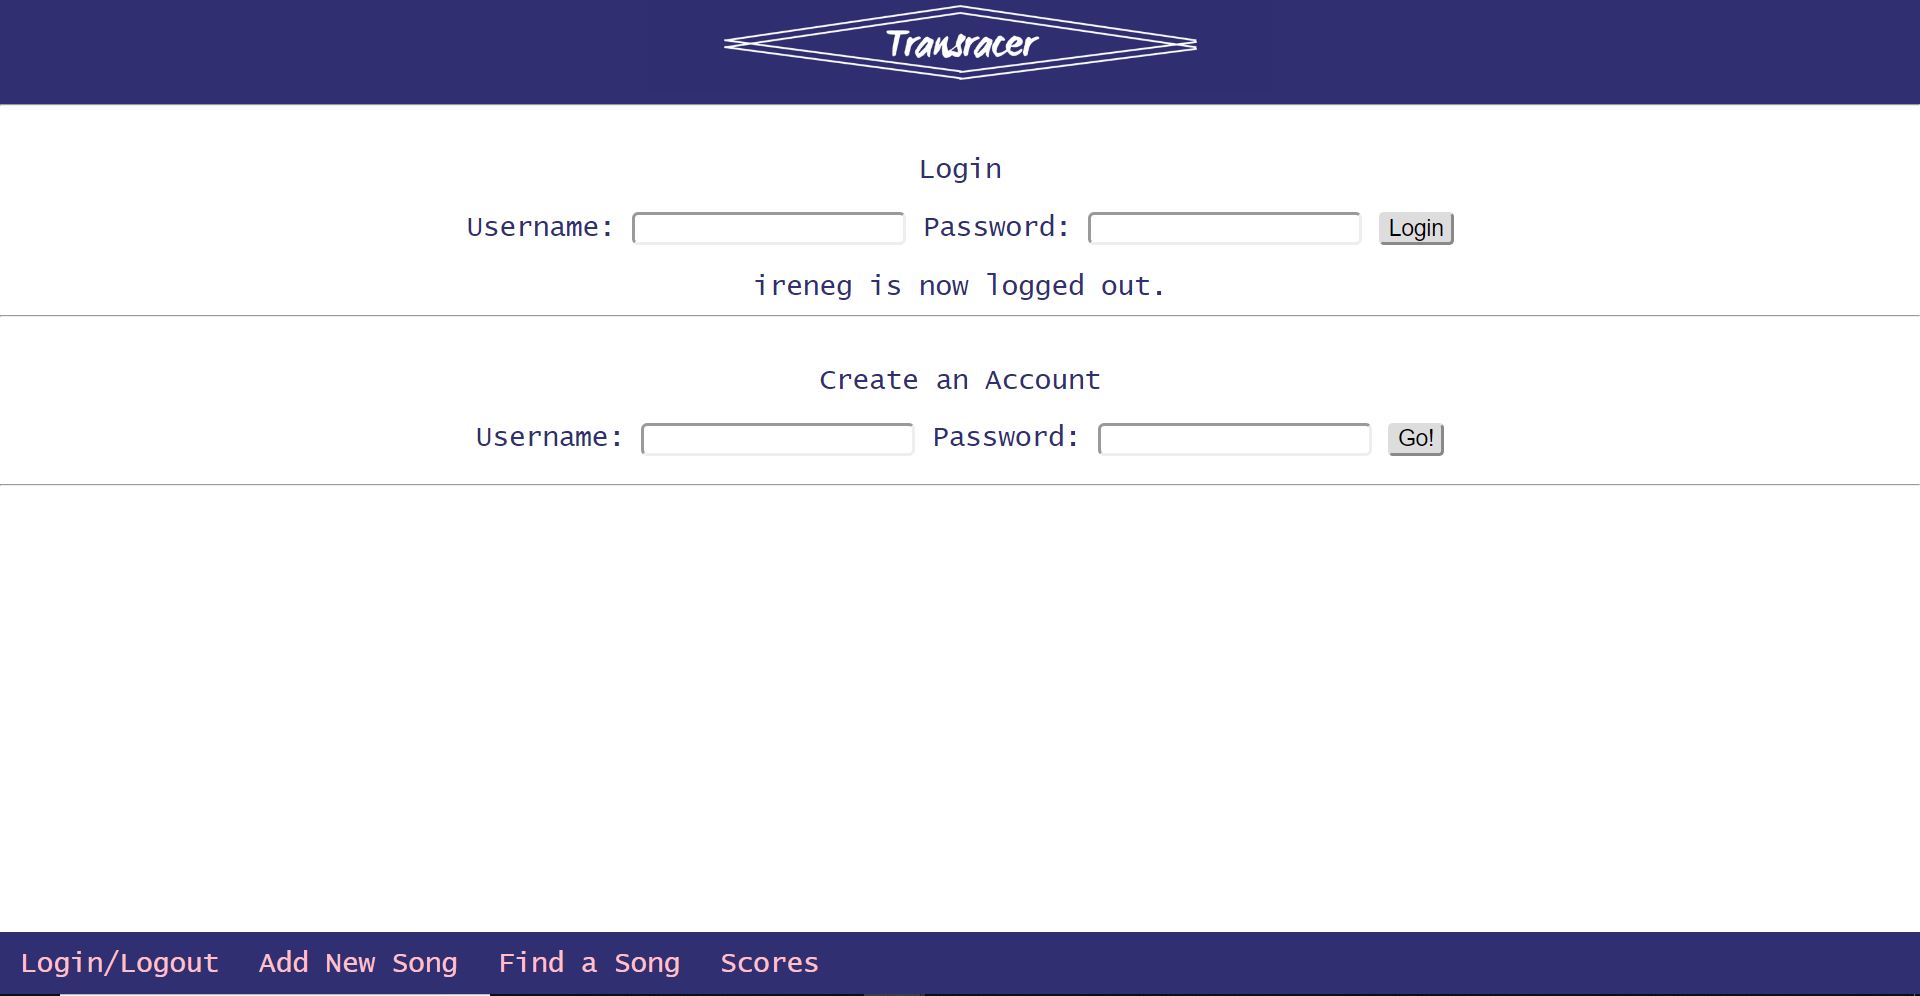 Transracer
Login
Username: Password: Login
ireneg is now logged out.
Create an Account
Username: Password: Go!
Login/Logout Add New Song Find a Song Scores